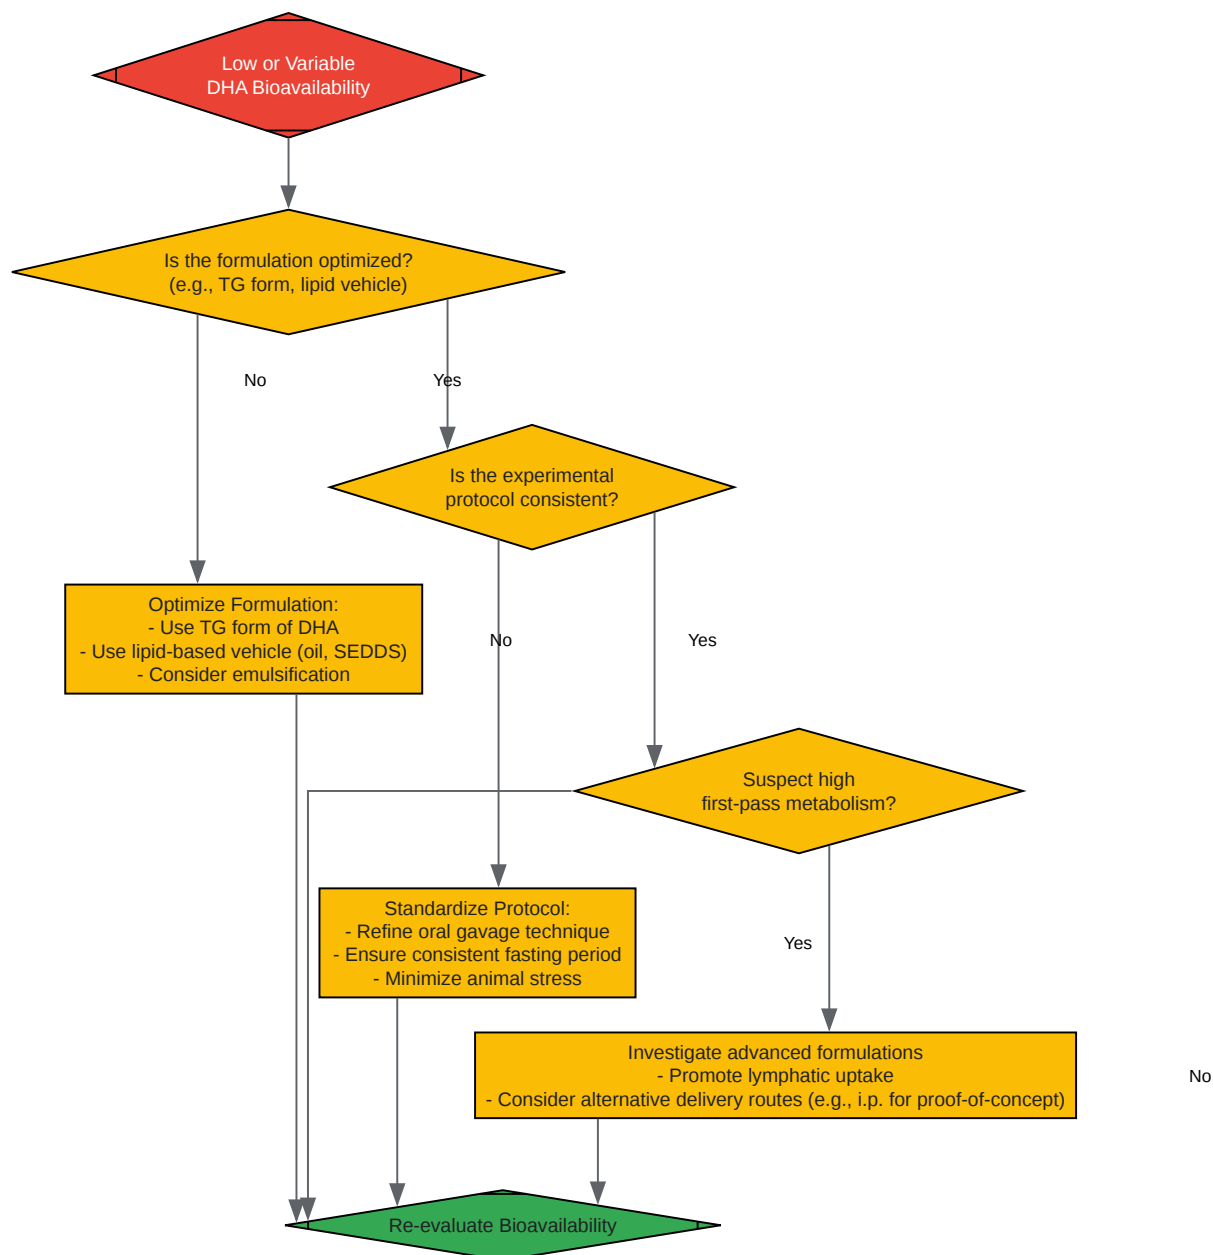 Low or Variable
DHA Bioavailability
Is the formulation optimized?
(e.g., TG form, lipid vehicle)
No
Yes
Is the experimental
protocol consistent?
Optimize Formulation:
- Use TG form of DHA
- Use lipid-based vehicle (oil, SEDDS)
- Consider emulsification
No
Yes
Suspect high
first-pass metabolism?
Standardize Protocol:
- Refine oral gavage technique
- Ensure consistent fasting period
- Minimize animal stress
Yes
Investigate advanced formulations
- Promote lymphatic uptake
- Consider alternative delivery routes (e.g., i.p. for proof-of-concept)
No
Re-evaluate Bioavailability